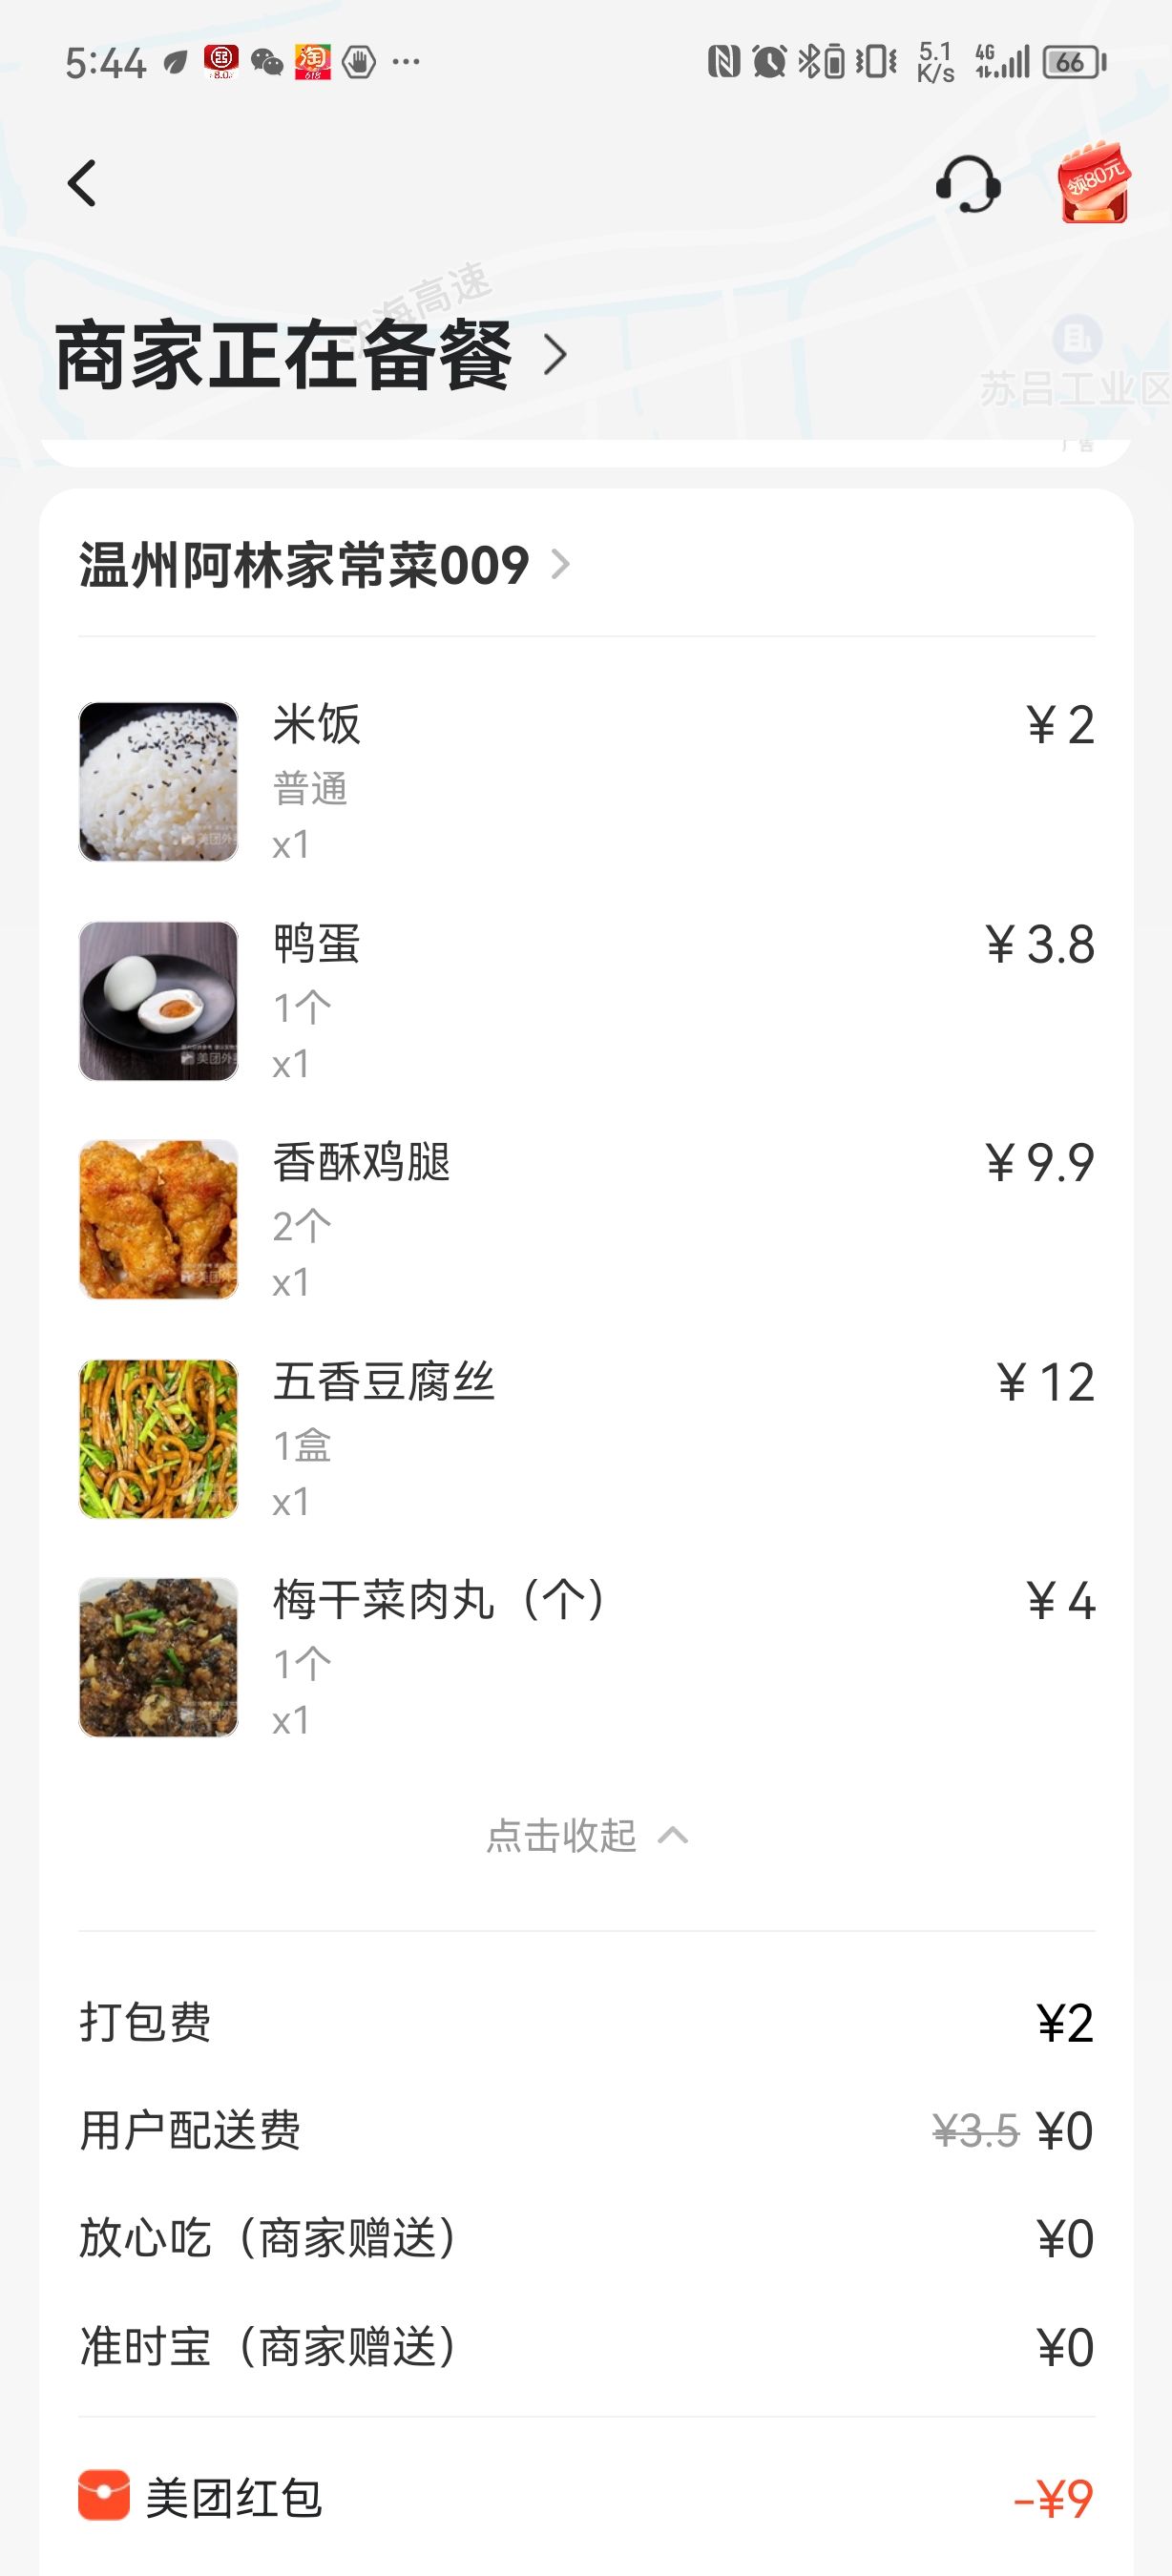 5:44
5.1
K/s
4G
66
领80元
海高速
商家正在备餐
苏吕工业区
广告
温州阿林家常菜009
米饭
¥2
普通
x1
鸭蛋
¥3.8
1个
x1
香酥鸡腿
¥9.9
2个
x1
五香豆腐丝
¥12
1盒
x1
梅干菜肉丸（个）
¥4
1个
x1
点击收起
打包费
¥2
用户配送费
¥3.5 ¥0
放心吃（商家赠送）
¥0
准时宝（商家赠送）
¥0
美团红包
-¥9